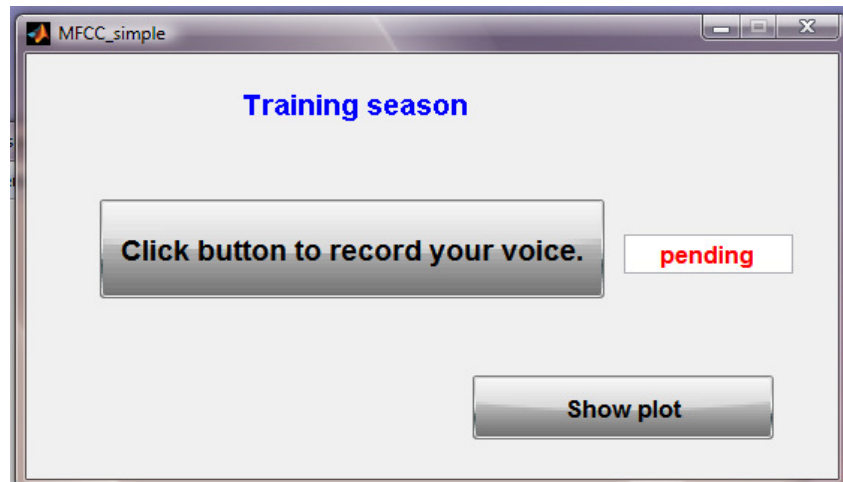 MFCC_simple
Training season
Click button to record your voice.
pending
Show plot